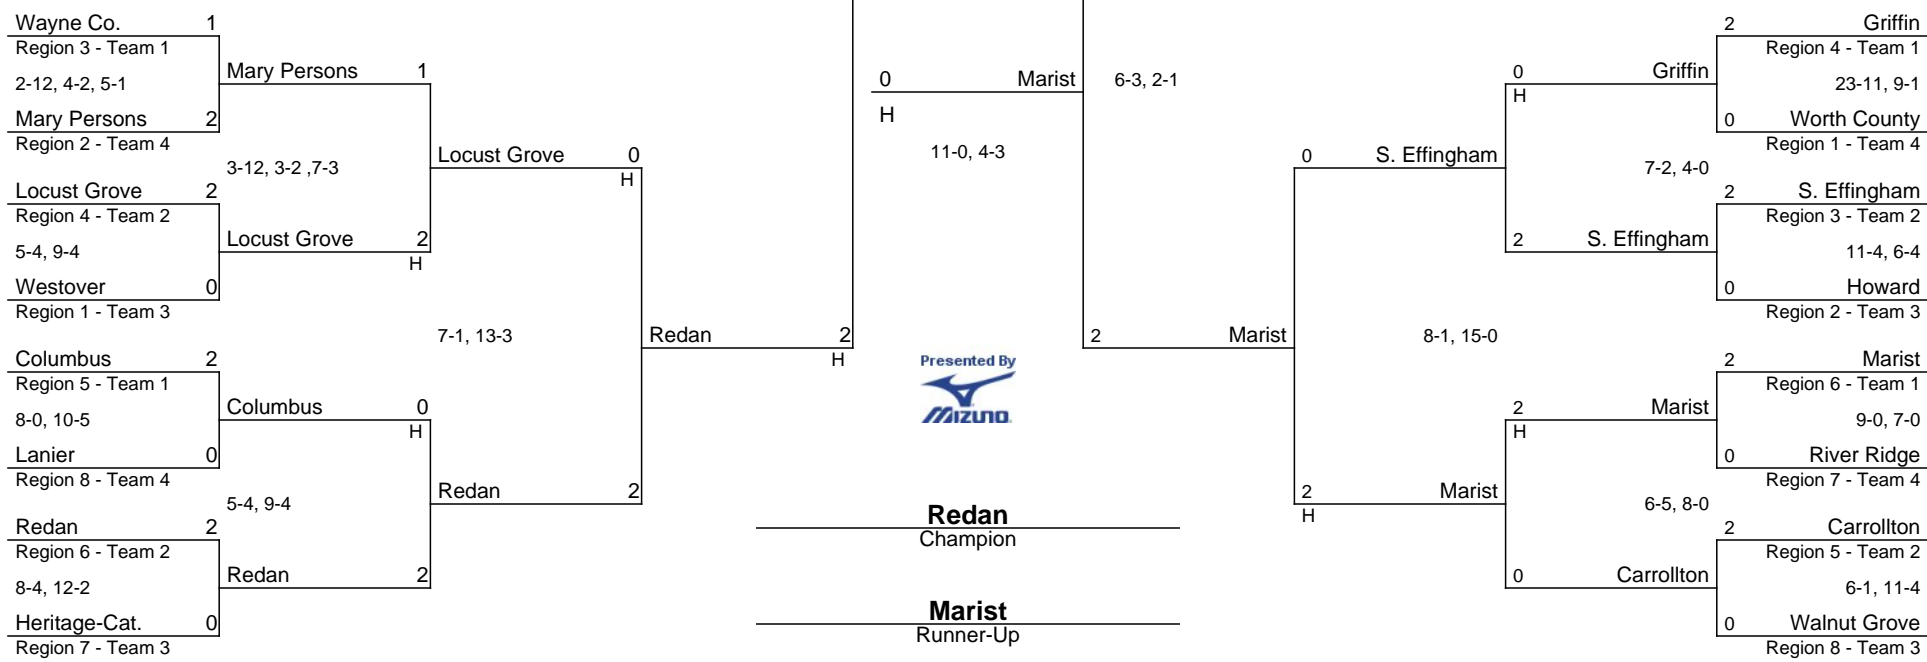 Wayne Co. 1
Region 3 - Team 1
2-12, 4-2, 5-1
Mary Persons 2
Region 2 - Team 4
Locust Grove 2
Region 4 - Team 2
5-4, 9-4
Westover 0
Region 1 - Team 3
Columbus 2
Region 5 - Team 1
8-0, 10-5
Lanier 0
Region 8 - Team 4
Redan 2
Region 6 - Team 2
8-4, 12-2
Heritage-Cat. 0
Region 7 - Team 3
Mary Persons 1
3-12, 3-2 ,7-3
Locust Grove 2
H
Columbus 0
H
5-4, 9-4
Redan 2
Locust Grove 0
H
7-1, 13-3
Redan 2
Redan 2
H
0 Marist
H
11-0, 4-3
6-3, 2-1
Presented By
MIZUNO
Redan
Champion
Marist
Runner-Up
2 Marist
0 S. Effingham
8-1, 15-0
2 Marist
H
0 Griffin
H
7-2, 4-0
2 S. Effingham
2 Marist
H
6-5, 8-0
0 Carrollton
2 Griffin
Region 4 - Team 1
23-11, 9-1
0 Worth County
Region 1 - Team 4
2 S. Effingham
Region 3 - Team 2
11-4, 6-4
0 Howard
Region 2 - Team 3
2 Marist
Region 6 - Team 1
9-0, 7-0
0 River Ridge
Region 7 - Team 4
2 Carrollton
Region 5 - Team 2
6-1, 11-4
0 Walnut Grove
Region 8 - Team 3